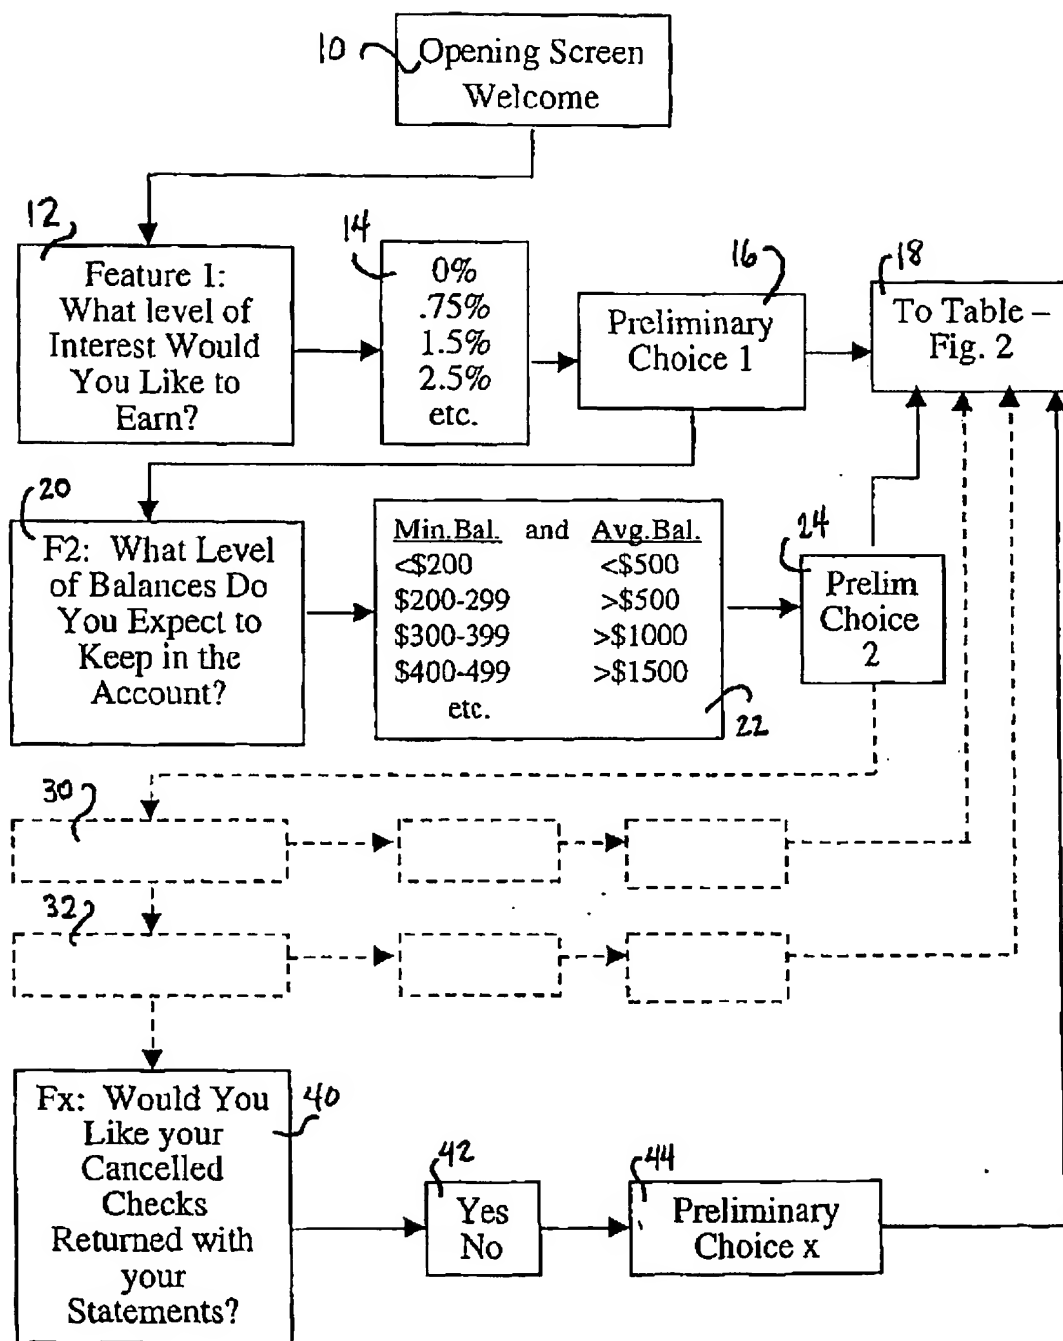 10
Opening Screen
Welcome
12
Feature 1:
What level of
Interest Would
You Like to
Earn?
14
0%
.75%
1.5%
2.5%
etc.
16
Preliminary
Choice 1
18
To Table –
Fig. 2
20
F2: What Level
of Balances Do
You Expect to
Keep in the
Account?
Min.Bal. and Avg.Bal.
<$200 <$500
$200-299 >$500
$300-399 >$1000
$400-499 >$1500
etc.
22
24
Prelim
Choice
2
30
32
Fx: Would You
Like your
Cancelled
Checks
Returned with
your
Statements?
40
42
Yes
No
44
Preliminary
Choice x